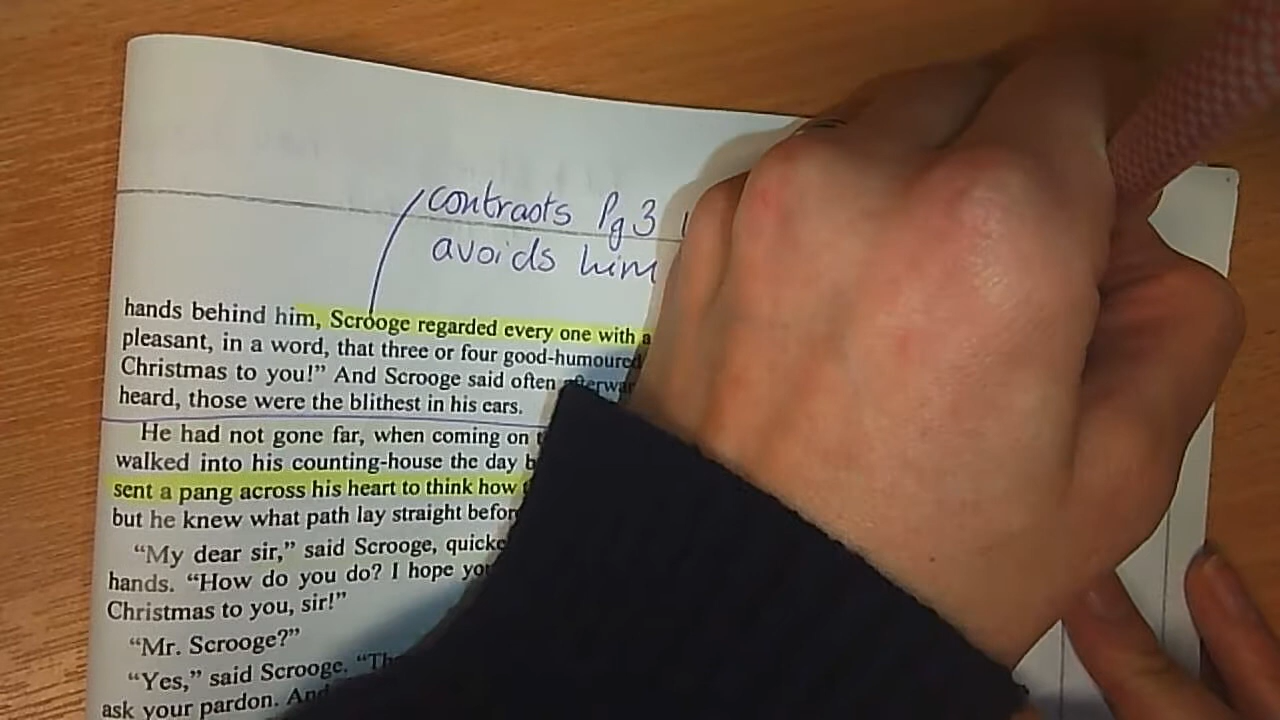 contrasts Pg 3
avoids him
hands behind him, Scrooge regarded every one with a
pleasant, in a word, that three or four good-humoured
Christmas to you!” And Scrooge said often afterwar
heard, those were the blithest in his ears.
He had not gone far, when coming on
walked into his counting-house the day b
sent a pang across his heart to think how
but he knew what path lay straight befor
“My dear sir,” said Scrooge, quicke
hands. “How do you do? I hope you
Christmas to you, sir!”
“Mr. Scrooge?”
“Yes,” said Scrooge. “Th
ask your pardon. And